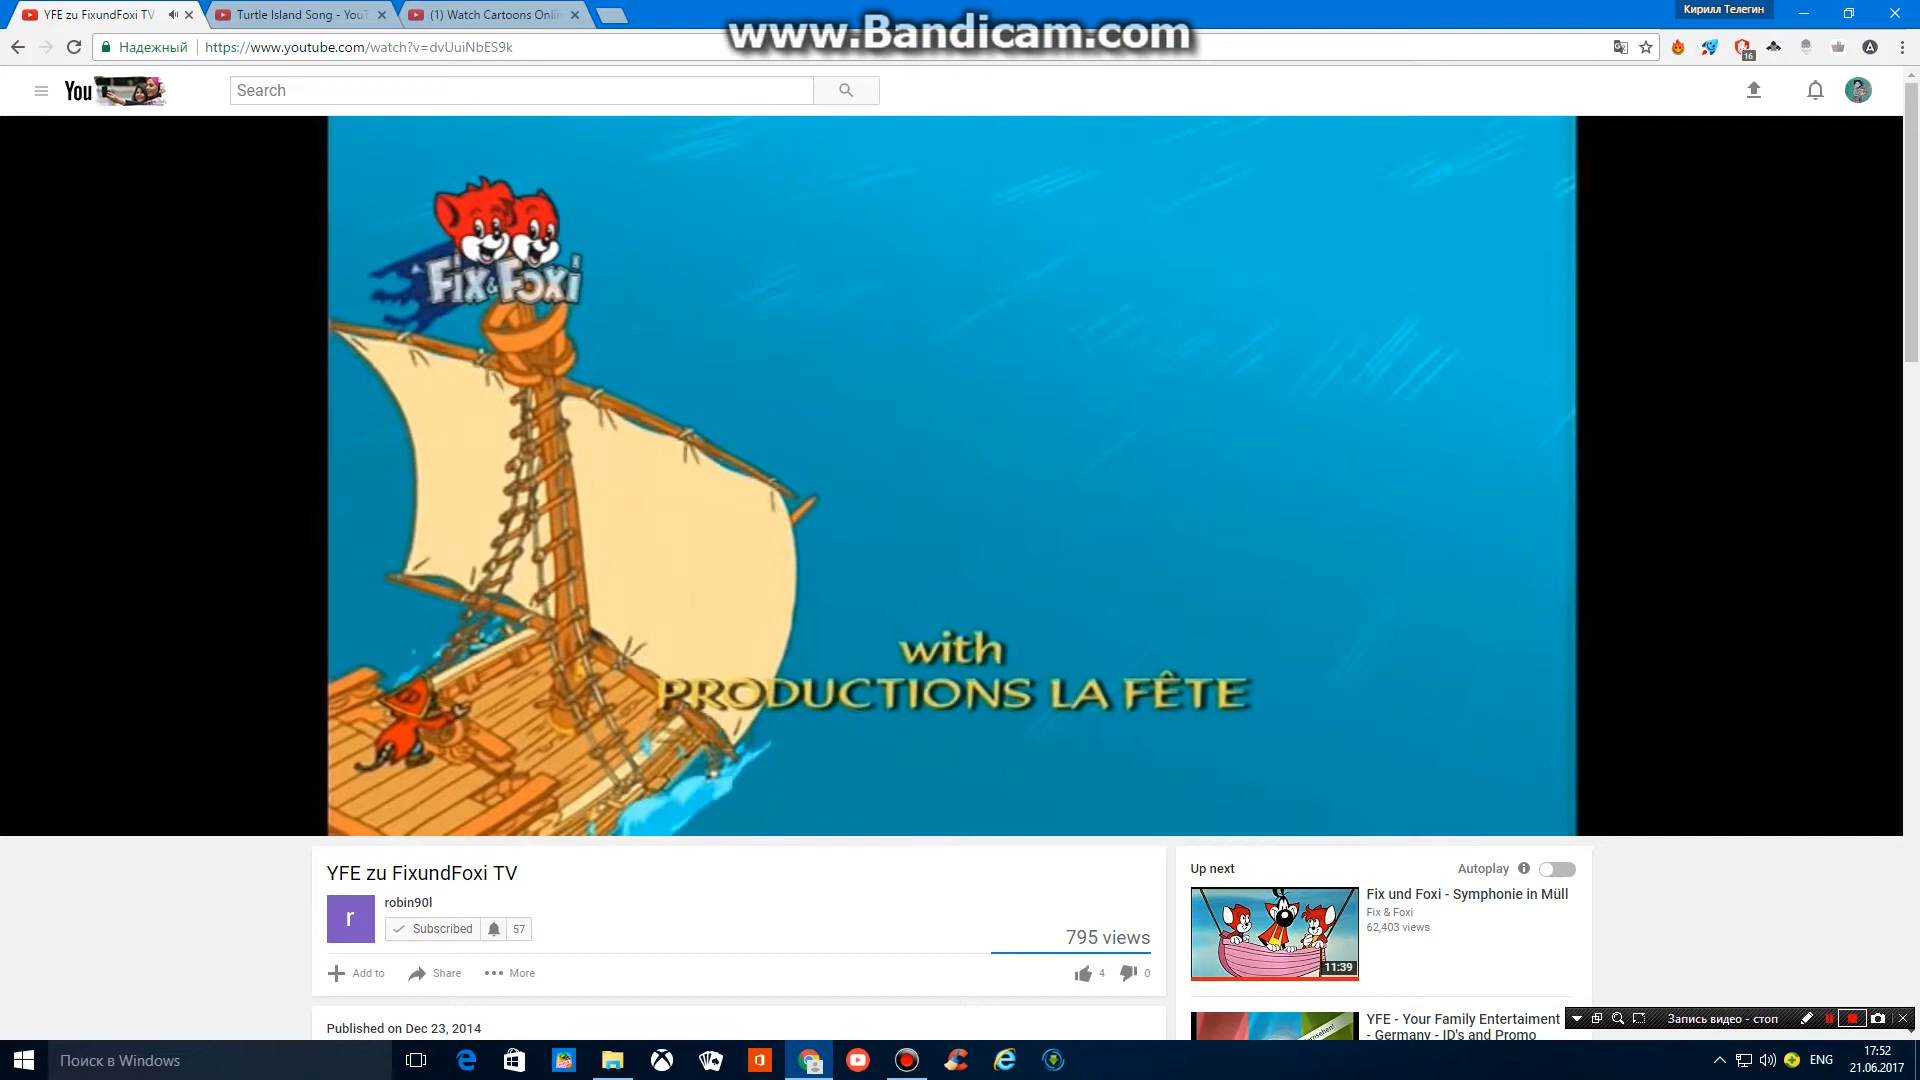 YFE zu FixundFoxi TV
Turtle Island Song - YouT
(1) Watch Cartoons Onlin
www.Bandicam.com
Кирилл Телегин
Надежный
https://www.youtube.com/watch?v=dvUuiNbES9k
16
You
Search
Fix & Foxi
with
PRODUCTIONS LA FÊTE
YFE zu FixundFoxi TV
r
robin90l
Subscribed
57
795 views
Add to
Share
More
4
0
Published on Dec 23, 2014
Up next
Autoplay
Fix und Foxi - Symphonie in Müll
Fix & Foxi
62,403 views
11:39
YFE - Your Family Entertaiment
- Germany - ID's and Promo
Запись видео - стоп
Поиск в Windows
ENG
17:52
21.06.2017